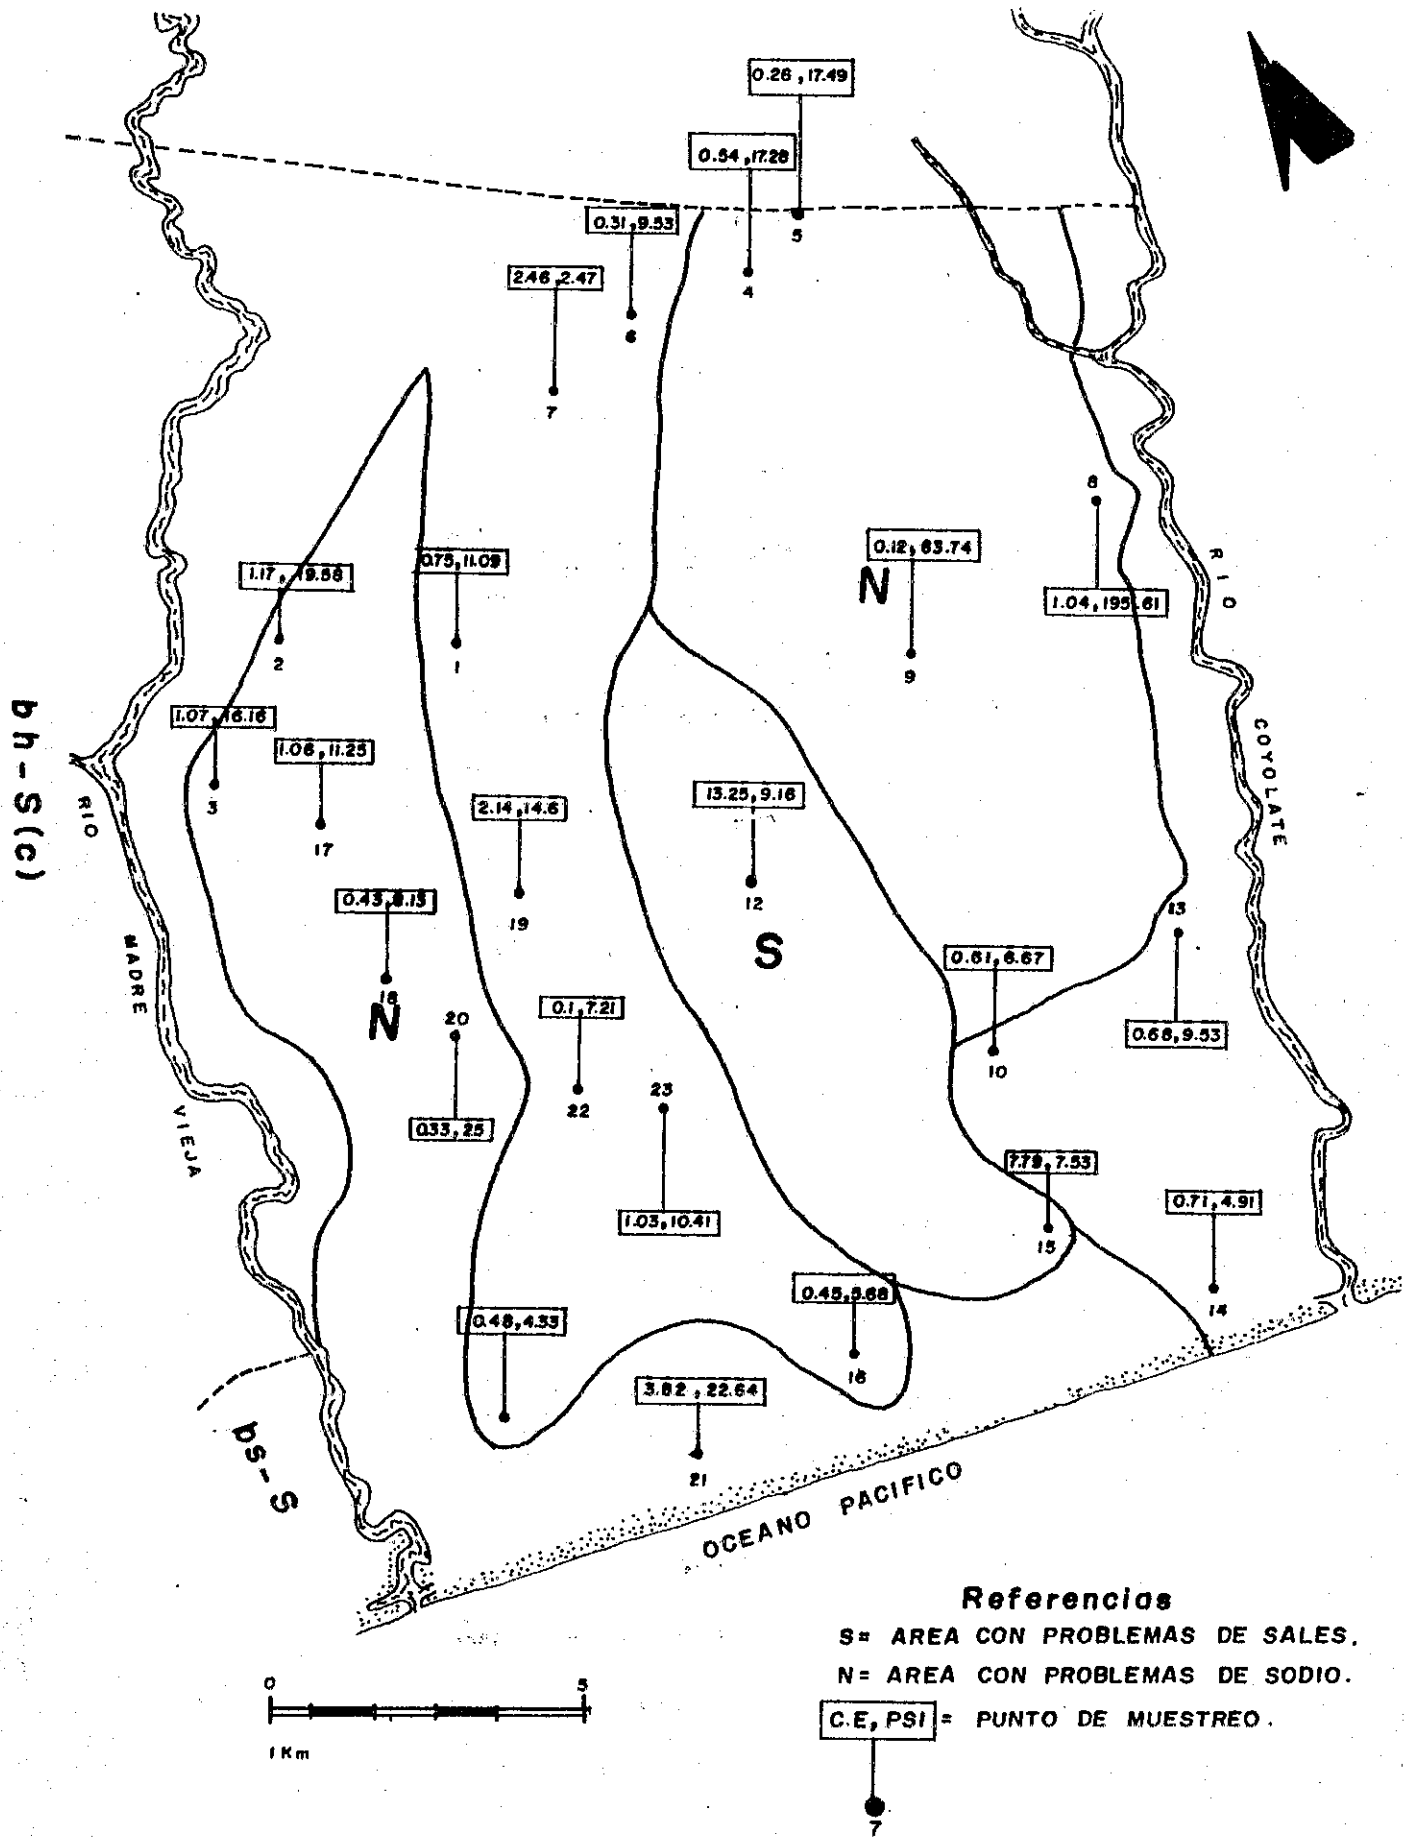 0.26, 17.49
0.54, 17.28
5
0.31, 9.53
4
2.46, 2.47
6
7
8
0.12, 63.74
0.75, 11.09
1.17, 19.58
N
1.04, 195.61
RIO
2
1
9
bh-S(c)
1.07, 16.16
1.06, 11.25
COYOLATE
3
RIO
13.25, 9.16
2.14, 14.6
17
12
0.43, 8.13
19
13
MADRE
S
0.61, 6.67
18
N
20
0.1, 7.21
0.68, 9.53
10
22
23
VIEJA
0.33, 25
7.79, 7.53
0.71, 4.91
1.03, 10.41
15
0.45, 5.68
14
0.48, 4.33
16
3.82, 22.64
bs-S
21
OCEANO PACIFICO
Referencias
S= AREA CON PROBLEMAS DE SALES.
N= AREA CON PROBLEMAS DE SODIO.
C.E, PSI = PUNTO DE MUESTREO.
7
0 5
1 Km